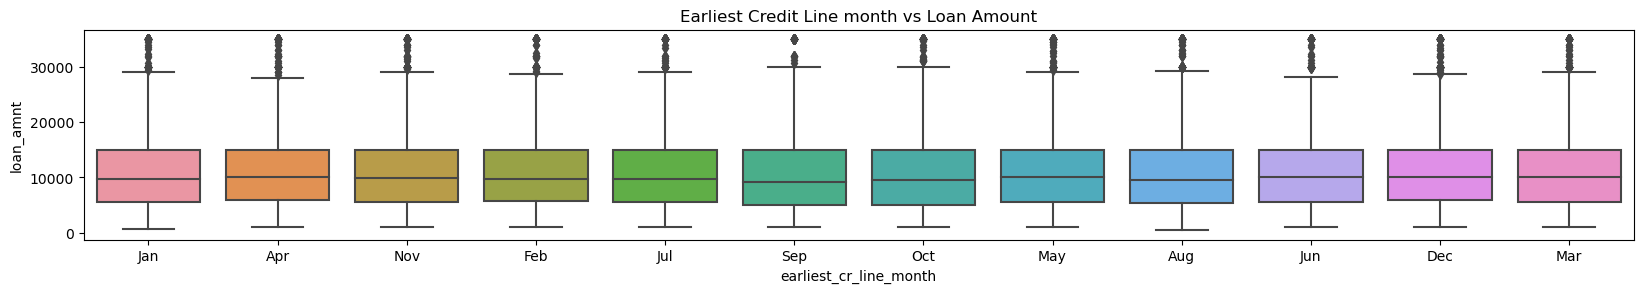 Earliest Credit Line month vs Loan Amount
loan_amnt
30000
20000
10000
0
Jan Apr Nov Feb Jul Sep Oct May Aug Jun Dec Mar
earliest_cr_line_month